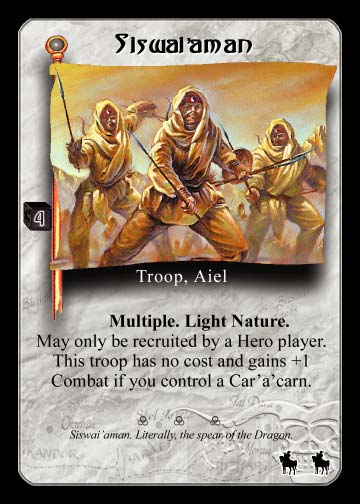 Siswai'aman
4
Troop, Aiel
Multiple. Light Nature.
May only be recruited by a Hero player.
This troop has no cost and gains +1
Combat if you control a Car'a'carn.
Siswai'aman. Literally, the spear of the Dragon.
KANDOR